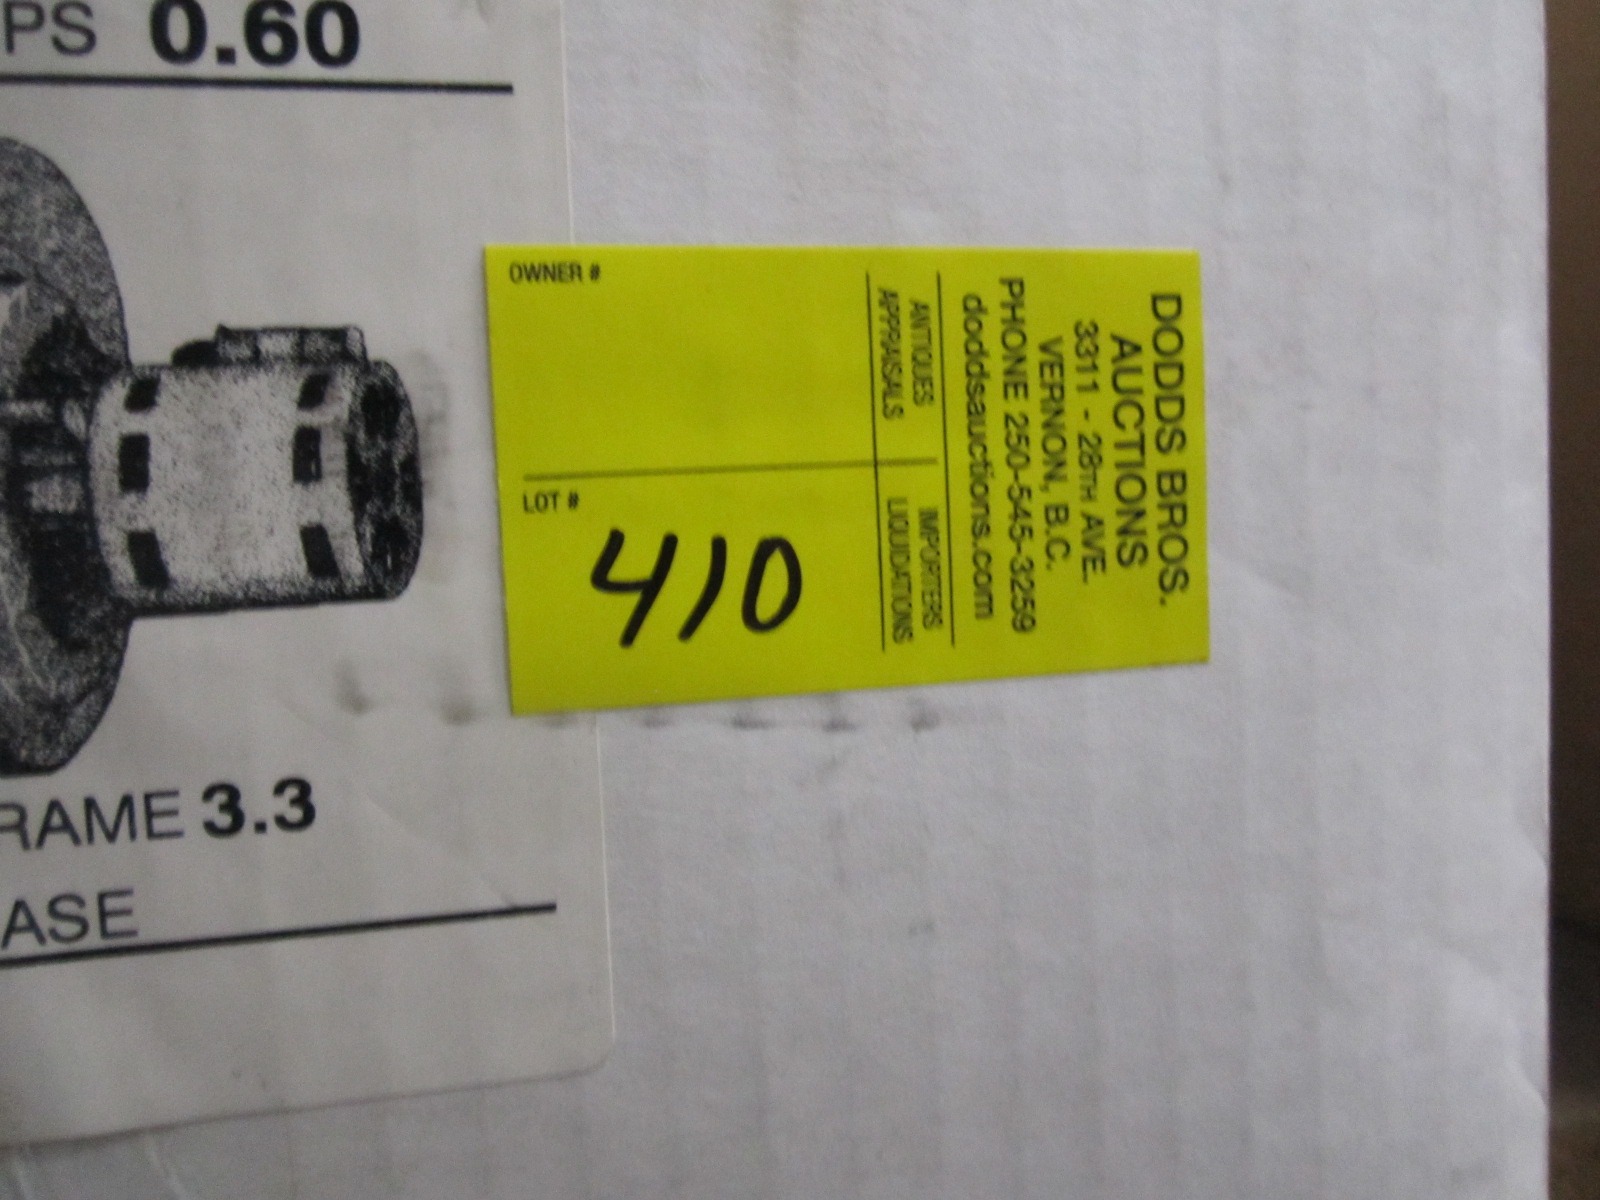 PS 0.60
OWNER #
LOT #
410
DODDS BROS.
AUCTIONS
3311 - 28TH AVE.
VERNON, B.C.
PHONE 250-545-3259
doddsauctions.com
ANTIQUES IMPORTERS
APPRAISALS LIQUIDATIONS
RAME 3.3
ASE